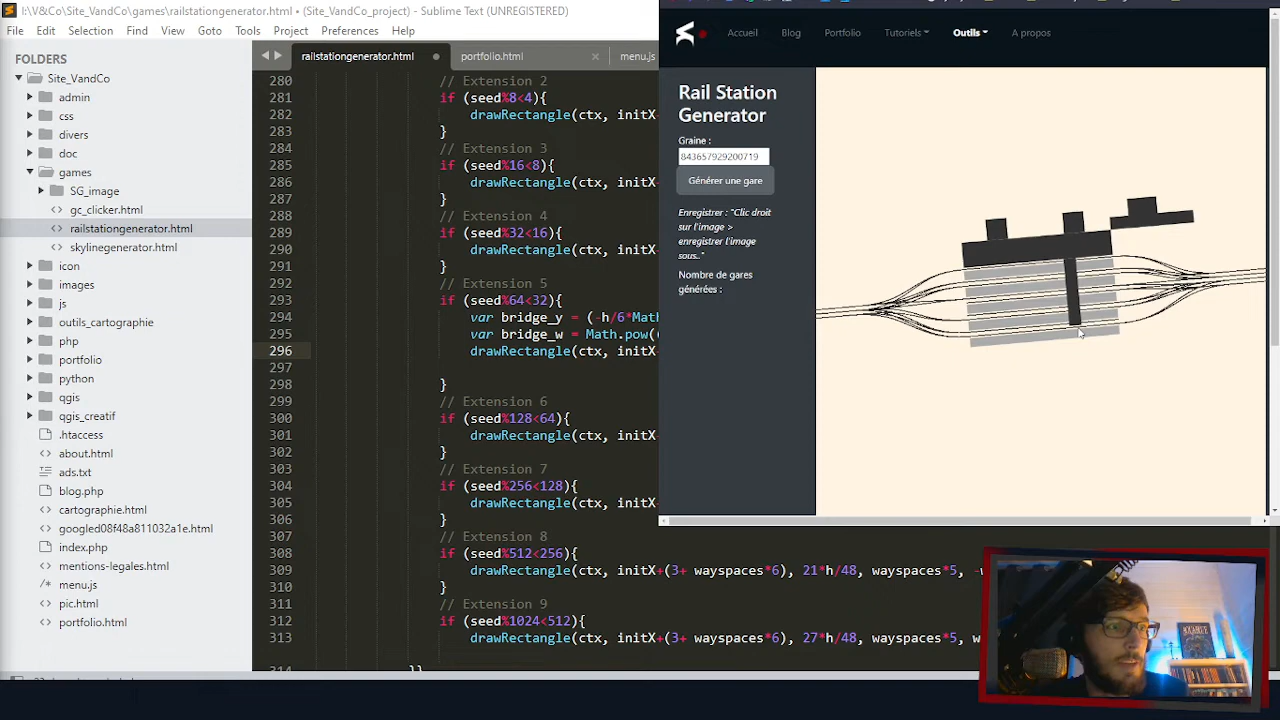 I:\V&Co\Site_VandCo\games\railstationgenerator.html • (Site_VandCo_project) - Sublime Text (UNREGISTERED)
File Edit Selection Find View Goto Tools Project Preferences Help
FOLDERS
Site_VandCo
admin
css
divers
doc
games
SG_image
gc_clicker.html
railstationgenerator.html
skylinegenerator.html
icon
images
js
outils_cartographie
php
portfolio
python
qgis
qgis_creatif
.htaccess
about.html
ads.txt
blog.php
cartographie.html
googled08f48a811032a1e.html
index.php
mentions-legales.html
menu.js
pic.html
portfolio.html
railstationgenerator.html portfolio.html menu.js
280 // Extension 2
281 if (seed%8<4){
282 drawRectangle(ctx, initX
283 }
284 // Extension 3
285 if (seed%16<8){
286 drawRectangle(ctx, initX
287 }
288 // Extension 4
289 if (seed%32<16){
290 drawRectangle(ctx, initX
291 }
292 // Extension 5
293 if (seed%64<32){
294 var bridge_y = (-h/6*Math
295 var bridge_w = Math.pow(
296 drawRectangle(ctx, initX
297
298 }
299 // Extension 6
300 if (seed%128<64){
301 drawRectangle(ctx, initX
302 }
303 // Extension 7
304 if (seed%256<128){
305 drawRectangle(ctx, initX
306 }
307 // Extension 8
308 if (seed%512<256){
309 drawRectangle(ctx, initX+(3+ wayspaces*6), 21*h/48, wayspaces*5, -
310 }
311 // Extension 9
312 if (seed%1024<512){
313 drawRectangle(ctx, initX+(3+ wayspaces*6), 27*h/48, wayspaces*5, w
314 }}
Accueil Blog Portfolio Tutoriels Outils A propos
Rail Station
Generator
Graine :
843657929200719
Générer une gare
Enregistrer : "Clic droit
sur l'image >
enregistrer l'image
sous.."
Nombre de gares
générées :